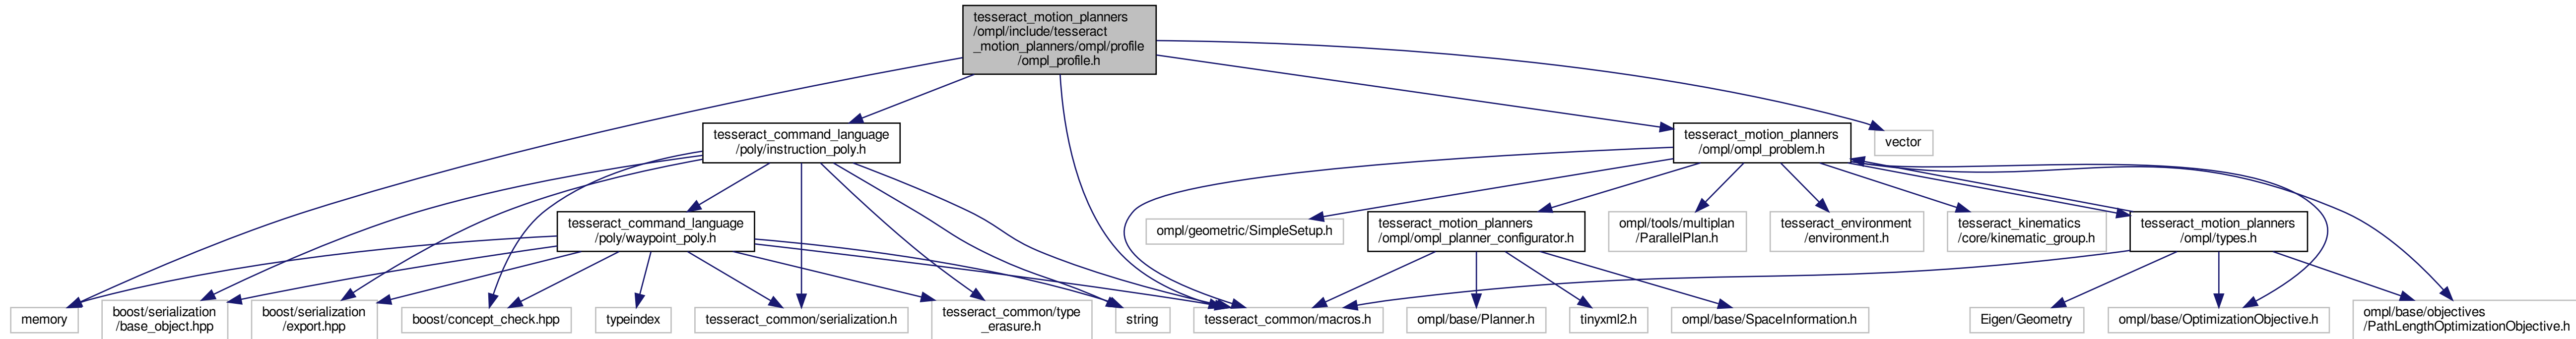 tesseract_motion_planners
/ompl/include/tesseract
_motion_planners/ompl/profile
/ompl_profile.h
tesseract_command_language
/poly/instruction_poly.h
tesseract_motion_planners
/ompl/ompl_problem.h
vector
tesseract_command_language
/poly/waypoint_poly.h
ompl/geometric/SimpleSetup.h
tesseract_motion_planners
/ompl/ompl_planner_configurator.h
ompl/tools/multiplan
/ParallelPlan.h
tesseract_environment
/environment.h
tesseract_kinematics
/core/kinematic_group.h
tesseract_motion_planners
/ompl/types.h
memory
boost/serialization
/base_object.hpp
boost/serialization
/export.hpp
boost/concept_check.hpp
typeindex
tesseract_common/serialization.h
tesseract_common/type
_erasure.h
string
tesseract_common/macros.h
ompl/base/Planner.h
tinyxml2.h
ompl/base/SpaceInformation.h
Eigen/Geometry
ompl/base/OptimizationObjective.h
ompl/base/objectives
/PathLengthOptimizationObjective.h